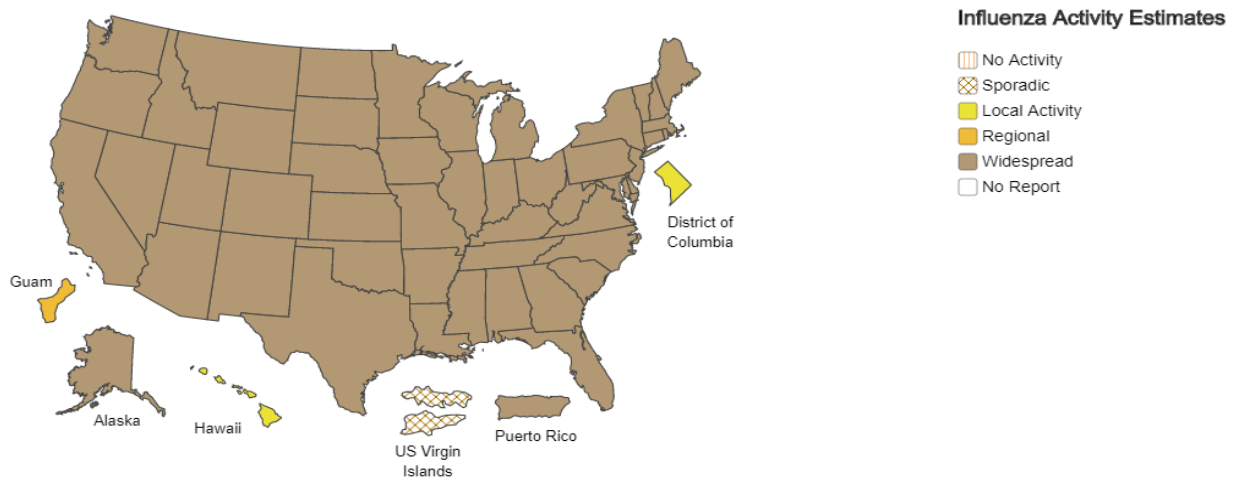 Influenza Activity Estimates
No Activity
Sporadic
Local Activity
Regional
Widespread
No Report
District of
Columbia
Guam
Alaska
Hawaii
US Virgin
Islands
Puerto Rico